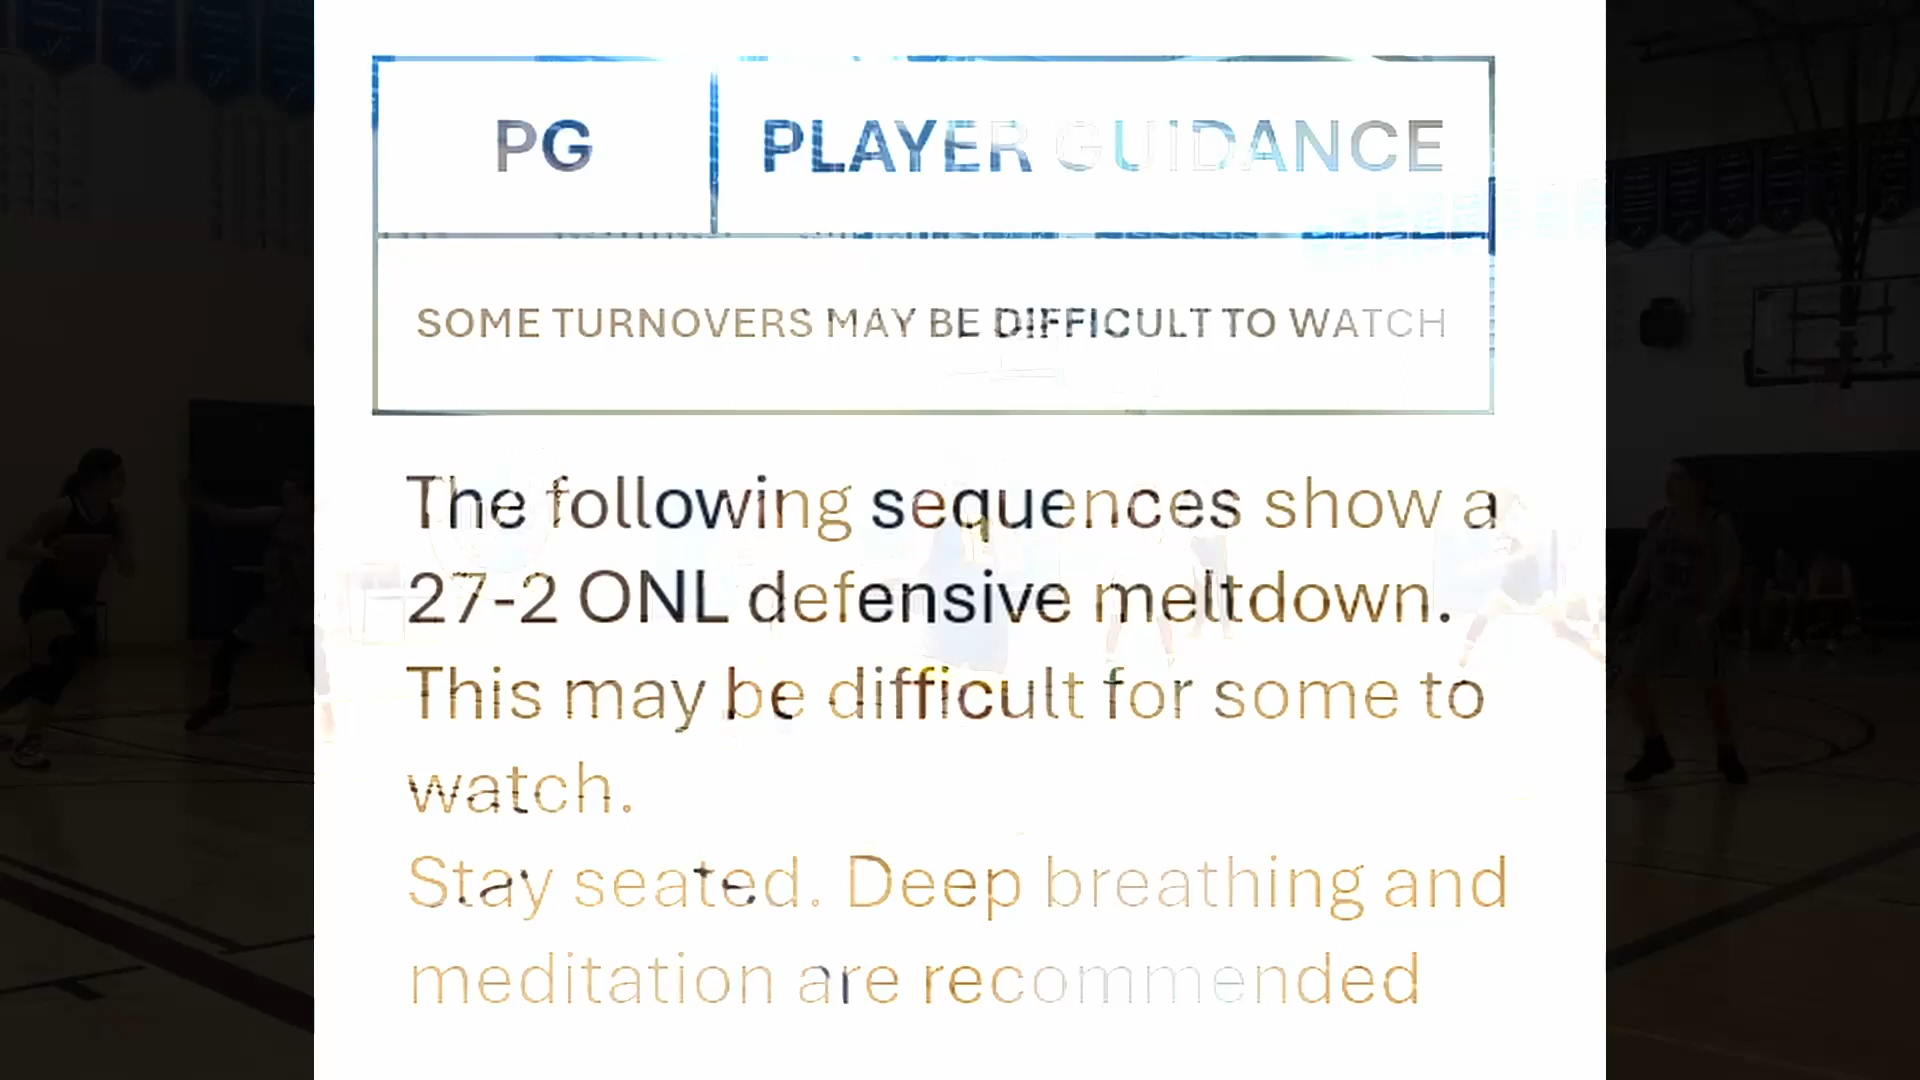 PG PLAYER GUIDANCE
SOME TURNOVERS MAY BE DIFFICULT TO WATCH
The following sequences show a
27-2 ONL defensive meltdown.
This may be difficult for some to
watch.
Stay seated. Deep breathing and
meditation are recommended